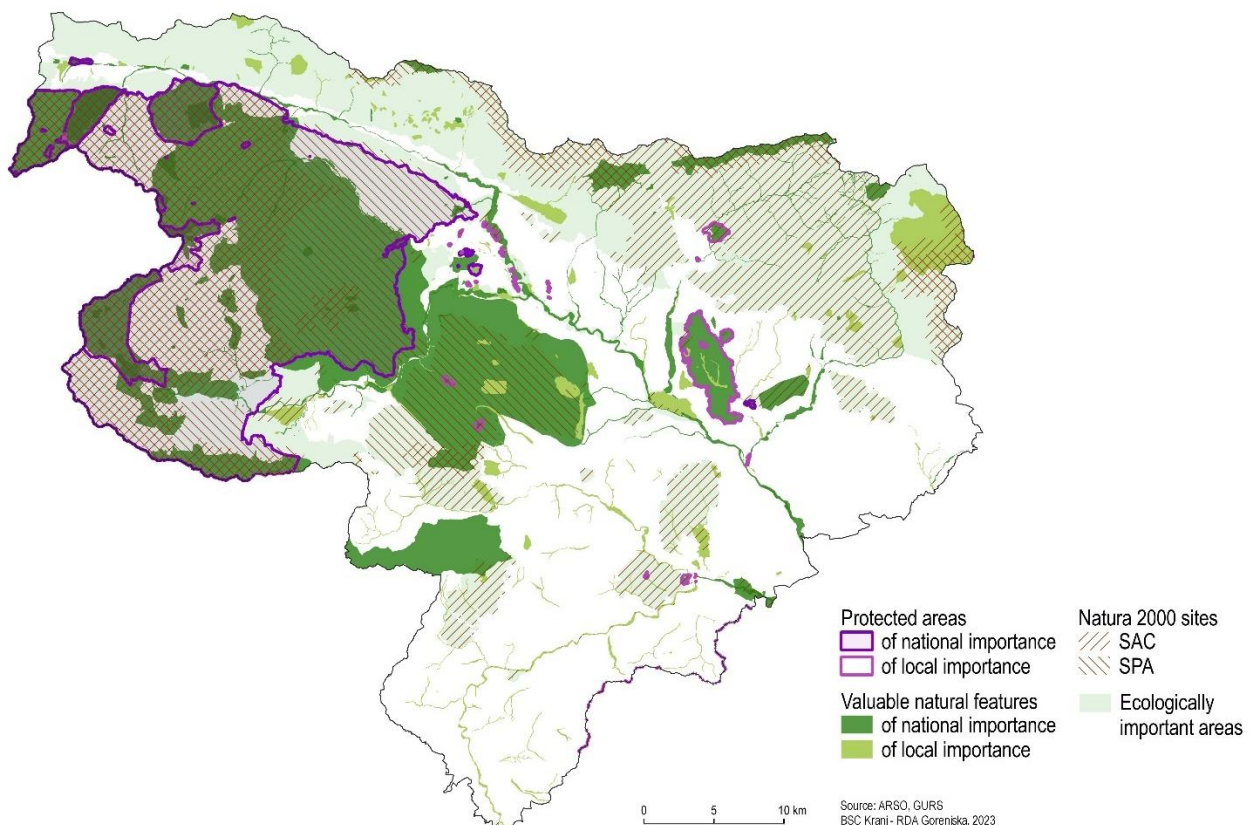 Protected areas
of national importance
of local importance
Valuable natural features
of national importance
of local importance
Natura 2000 sites
SAC
SPA
Ecologically
important areas
0 5 10 km
Source: ARSO, GURS
BSC Kranj - RDA Goreniska, 2023